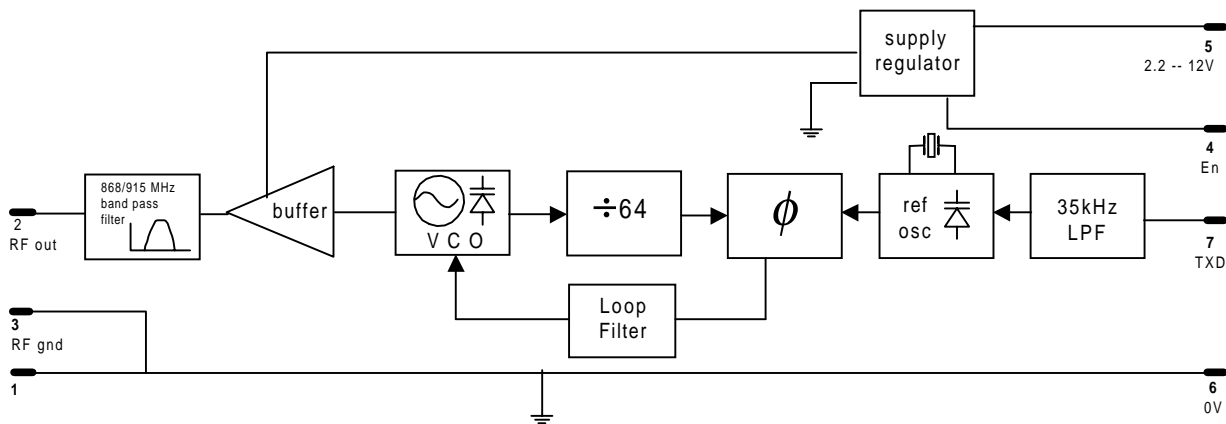 supply
regulator
5
2.2 -- 12V
4
En
868/915 MHz
band pass
filter
buffer
V C O
÷64
ϕ
ref
osc
35kHz
LPF
2
RF out
7
TXD
Loop
Filter
3
RF gnd
1
6
0V